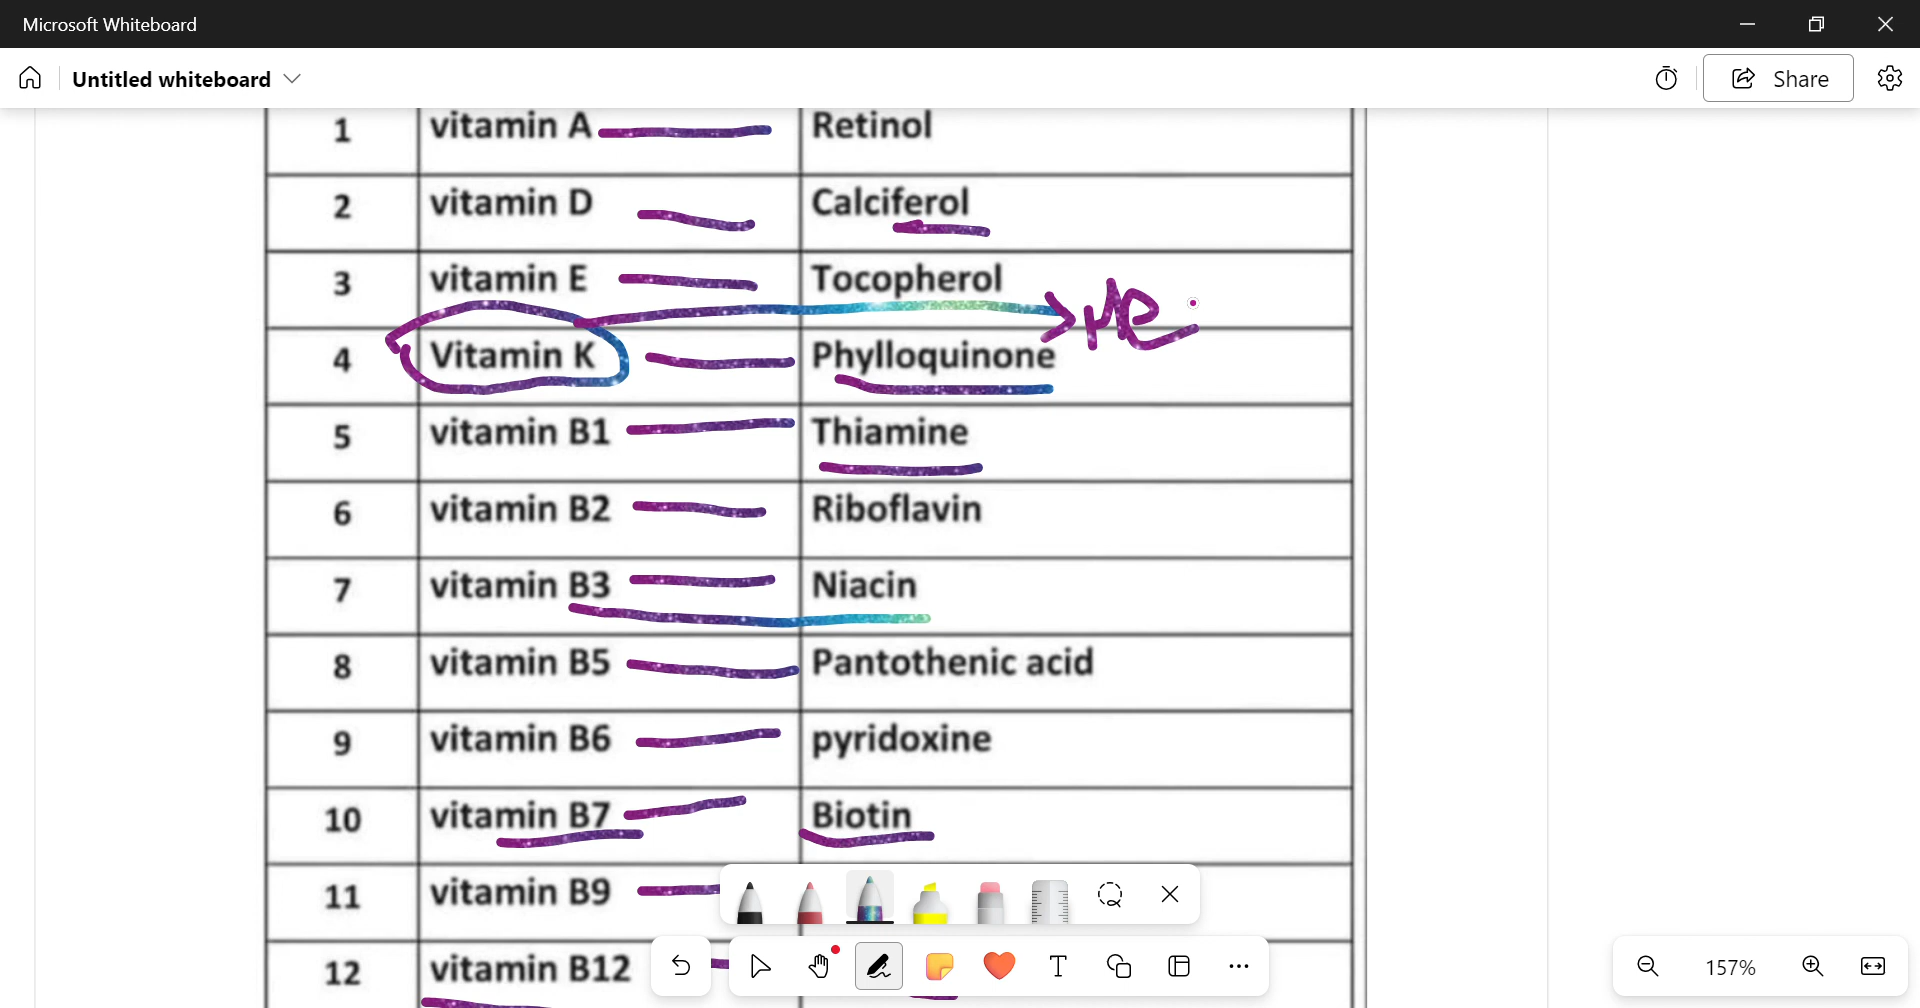 Microsoft Whiteboard
Untitled whiteboard
Share
1 vitamin A Retinol
2 vitamin D Calciferol
3 vitamin E Tocopherol
4 Vitamin K Phylloquinone
5 vitamin B1 Thiamine
6 vitamin B2 Riboflavin
7 vitamin B3 Niacin
8 vitamin B5 Pantothenic acid
9 vitamin B6 pyridoxine
10 vitamin B7 Biotin
11 vitamin B9
12 vitamin B12
157%